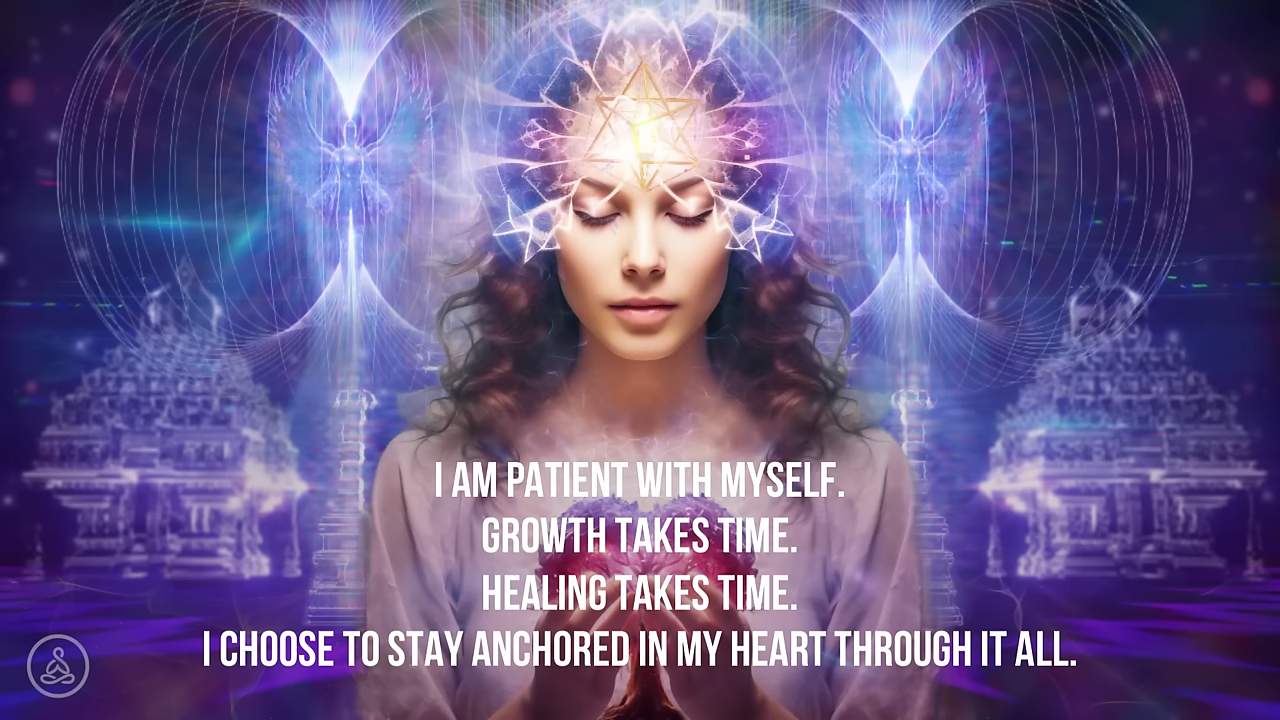 I AM PATIENT WITH MYSELF.
GROWTH TAKES TIME.
HEALING TAKES TIME.
I CHOOSE TO STAY ANCHORED IN MY HEART THROUGH IT ALL.